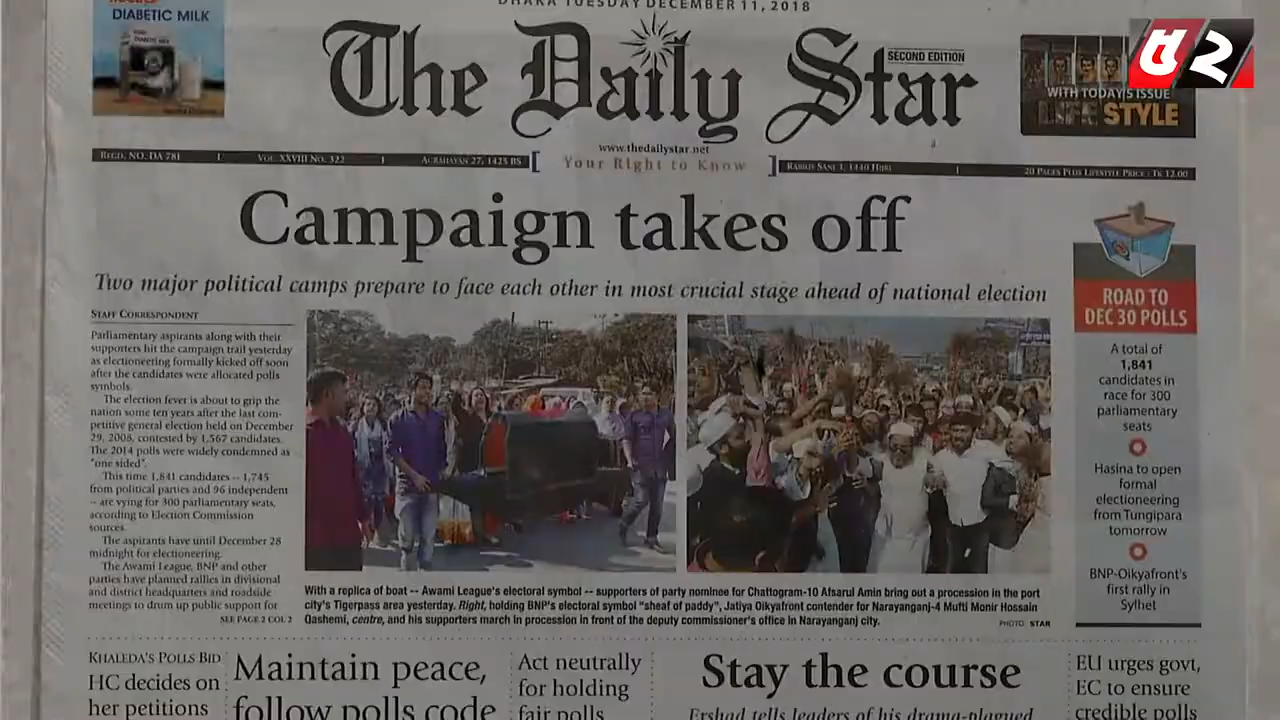 DIABETIC MILK
DHAKA TUESDAY DECEMBER 11, 2018
The Daily Star
SECOND EDITION
WITH TODAY'S ISSUE
LIFE STYLE
REGD. NO. DA 781
VOL. XXVIII NO. 322
AGRAHAYAN 27, 1425 BS
www.thedailystar.net
Your Right to Know
RABIUS SANI 3, 1440 HIJRI
20 PAGES PLUS LIFESTYLE PRICE : TK 12.00
Campaign takes off
Two major political camps prepare to face each other in most crucial stage ahead of national election
STAFF CORRESPONDENT
Parliamentary aspirants along with their
supporters hit the campaign trail yesterday
as electioneering formally kicked off soon
after the candidates were allocated polls
symbols.
The election fever is about to grip the
nation some ten years after the last com-
petitive general election held on December
29, 2008, contested by 1,567 candidates.
The 2014 polls were widely condemned as
"one sided".
This time 1,841 candidates -- 1,745
from political parties and 96 independent
-- are vying for 300 parliamentary seats,
according to Election Commission
sources.
The aspirants have until December 28
midnight for electioneering.
The Awami League, BNP and other
parties have planned rallies in divisional
and district headquarters and roadside
meetings to drum up public support for
SEE PAGE 2 COL 2
With a replica of boat -- Awami League's electoral symbol -- supporters of party nominee for Chattogram-10 Afsarul Amin bring out a procession in the port
city's Tigerpass area yesterday. Right, holding BNP's electoral symbol "sheaf of paddy", Jatiya Oikyafront contender for Narayanganj-4 Mufti Monir Hossain
Qashemi, centre, and his supporters march in procession in front of the deputy commissioner's office in Narayanganj city.
PHOTO: STAR
ROAD TO
DEC 30 POLLS
A total of
1,841
candidates in
race for 300
parliamentary
seats
Hasina to open
formal
electioneering
from Tungipara
tomorrow
BNP-Oikyafront's
first rally in
Sylhet
KHALEDA'S POLLS BID
HC decides on
her petitions
Maintain peace,
follow polls code
Act neutrally
for holding
fair polls
Stay the course
Ershad tells leaders of his drama-plagued
EU urges govt,
EC to ensure
credible polls